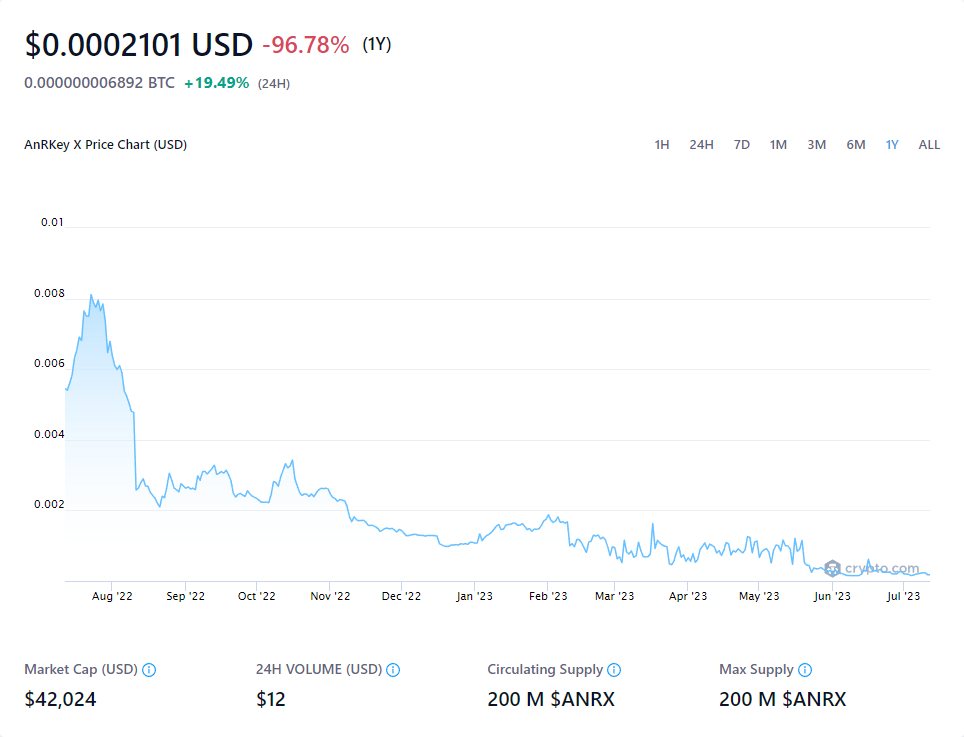 $0.0002101 USD -96.78% (1Y)
0.000000006892 BTC +19.49% (24H)
AnRKey X Price Chart (USD) 1H 24H 7D 1M 3M 6M 1Y ALL
0.01
0.008
0.006
0.004
0.002
crypto.com
Aug '22 Sep '22 Oct '22 Nov '22 Dec '22 Jan '23 Feb '23 Mar '23 Apr '23 May '23 Jun '23 Jul '23
Market Cap (USD) 24H VOLUME (USD) Circulating Supply Max Supply
$42,024 $12 200 M $ANRX 200 M $ANRX